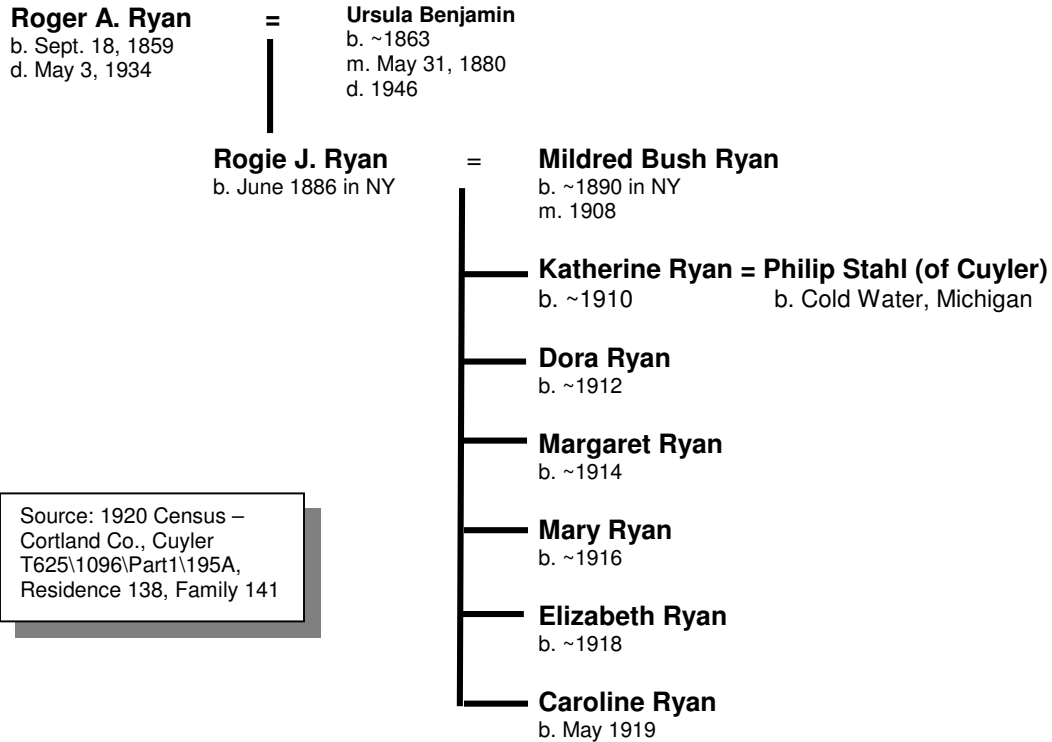 Roger A. Ryan = Ursula Benjamin
b. Sept. 18, 1859 b. ~1863
d. May 3, 1934 m. May 31, 1880
d. 1946
Rogie J. Ryan = Mildred Bush Ryan
b. June 1886 in NY b. ~1890 in NY
m. 1908
Katherine Ryan = Philip Stahl (of Cuyler)
b. ~1910 b. Cold Water, Michigan
Dora Ryan
b. ~1912
Margaret Ryan
b. ~1914
Mary Ryan
b. ~1916
Elizabeth Ryan
b. ~1918
Caroline Ryan
b. May 1919
Source: 1920 Census –
Cortland Co., Cuyler
T625\1096\Part1\195A,
Residence 138, Family 141